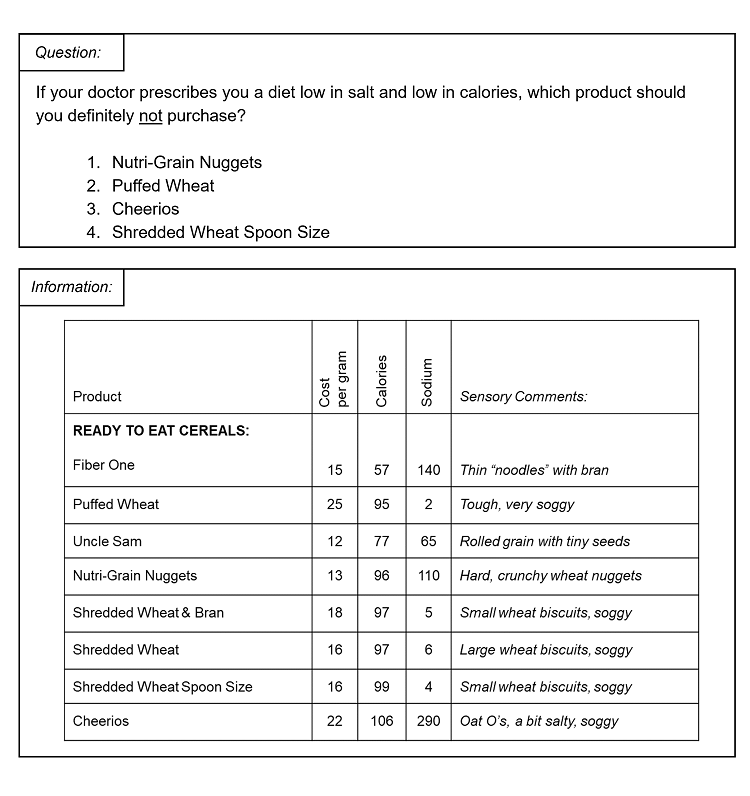 Question:
If your doctor prescribes you a diet low in salt and low in calories, which product should
you definitely not purchase?
1. Nutri-Grain Nuggets
2. Puffed Wheat
3. Cheerios
4. Shredded Wheat Spoon Size
Information:
Product Cost per gram Calories Sodium Sensory Comments:
READY TO EAT CEREALS:
Fiber One 15 57 140 Thin “noodles” with bran
Puffed Wheat 25 95 2 Tough, very soggy
Uncle Sam 12 77 65 Rolled grain with tiny seeds
Nutri-Grain Nuggets 13 96 110 Hard, crunchy wheat nuggets
Shredded Wheat & Bran 18 97 5 Small wheat biscuits, soggy
Shredded Wheat 16 97 6 Large wheat biscuits, soggy
Shredded Wheat Spoon Size 16 99 4 Small wheat biscuits, soggy
Cheerios 22 106 290 Oat O’s, a bit salty, soggy